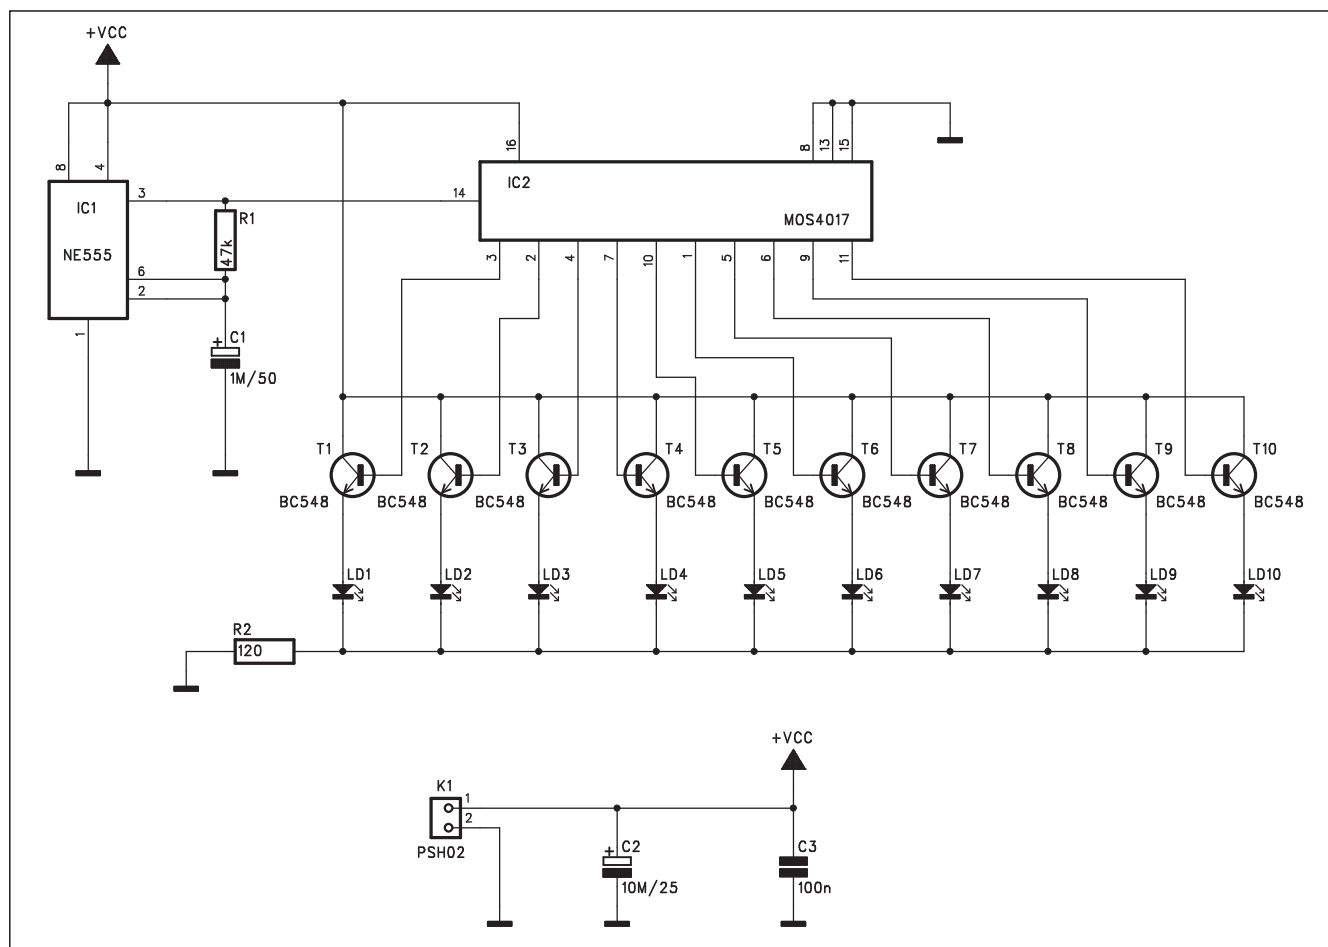 +VCC
8
4
16
8
13
15
IC1
NE555
3
6
2
1
R1
47k
C1
+
1M/50
14
IC2
MOS4017
3
2
4
7
10
1
5
6
9
11
T1
T2
T3
T4
T5
T6
T7
T8
T9
T10
BC548
BC548
BC548
BC548
BC548
BC548
BC548
BC548
BC548
BC548
LD1
LD2
LD3
LD4
LD5
LD6
LD7
LD8
LD9
LD10
R2
120
+VCC
K1
1
2
PSH02
+
C2
10M/25
C3
100n